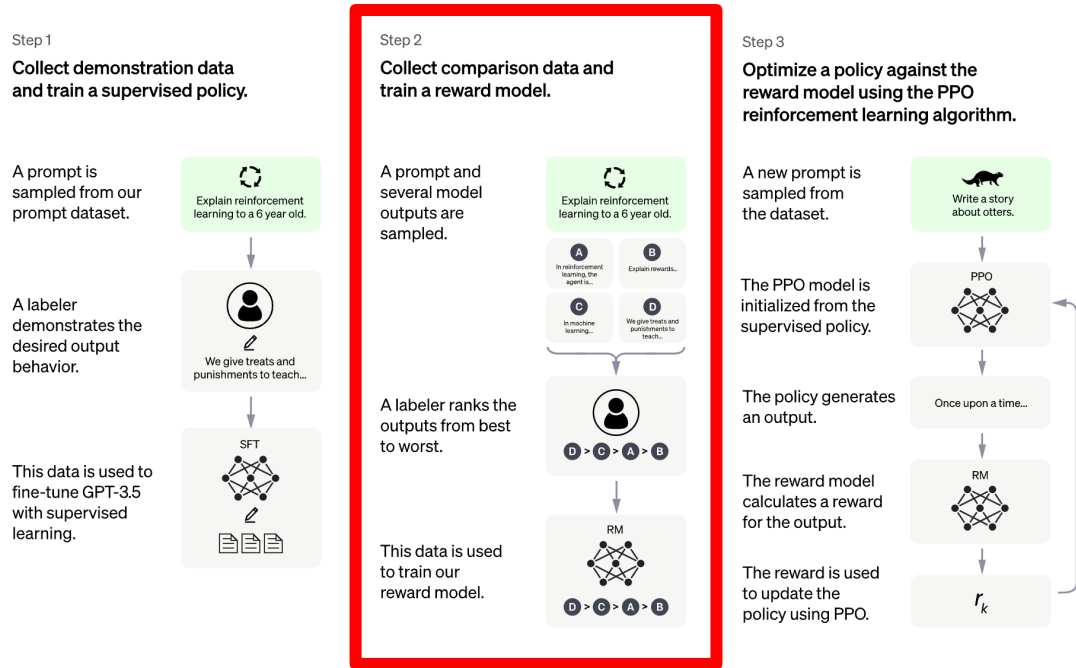 Step 1
Collect demonstration data
and train a supervised policy.
A prompt is
sampled from our
prompt dataset.
Explain reinforcement
learning to a 6 year old.
A labeler
demonstrates the
desired output
behavior.
We give treats and
punishments to teach...
This data is used to
fine-tune GPT-3.5
with supervised
learning.
SFT
Step 2
Collect comparison data and
train a reward model.
A prompt and
several model
outputs are
sampled.
Explain reinforcement
learning to a 6 year old.
A
In reinforcement
learning, the
agent is...
B
Explain rewards...
C
In machine
learning...
D
We give treats and
punishments to
teach...
A labeler ranks the
outputs from best
to worst.
D > C > A > B
This data is used
to train our
reward model.
RM
D > C > A > B
Step 3
Optimize a policy against the
reward model using the PPO
reinforcement learning algorithm.
A new prompt is
sampled from
the dataset.
Write a story
about otters.
The PPO model is
initialized from the
supervised policy.
PPO
The policy generates
an output.
Once upon a time...
The reward model
calculates a reward
for the output.
RM
The reward is used
to update the
policy using PPO.
rk